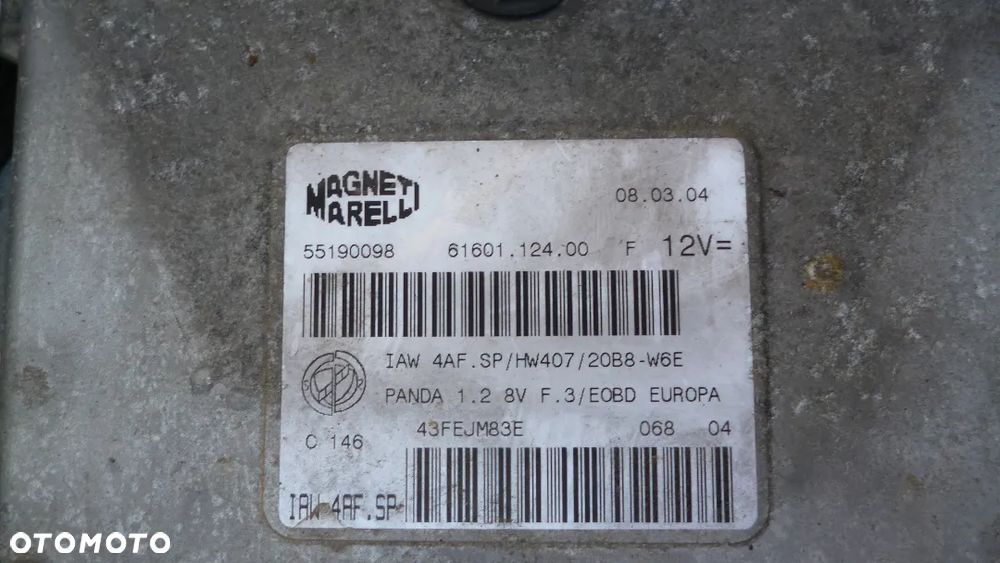 MAGNETI
MARELLI
08.03.04
55190098 61601.124.00 F 12V=
IAW 4AF.SP/HW407/20B8-W6E
PANDA 1.2 8V F.3/EOBD EUROPA
C 146 43FEJM83E 068 04
IAW 4AF.SP
OTOMOTO